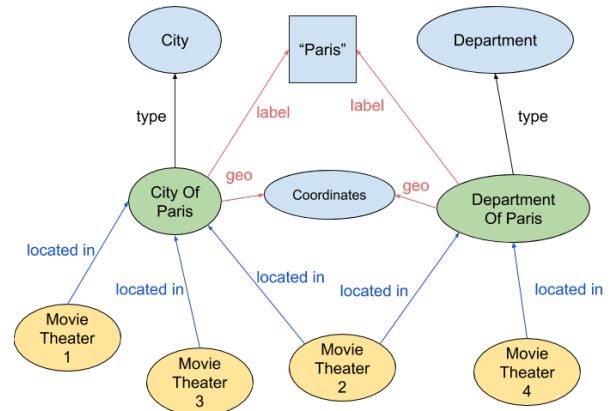 City
“Paris”
Department
type
label
label
type
City Of
Paris
geo
Coordinates
geo
Department
Of Paris
located in
located in
located in
located in
located in
Movie
Theater
1
Movie
Theater
3
Movie
Theater
2
Movie
Theater
4